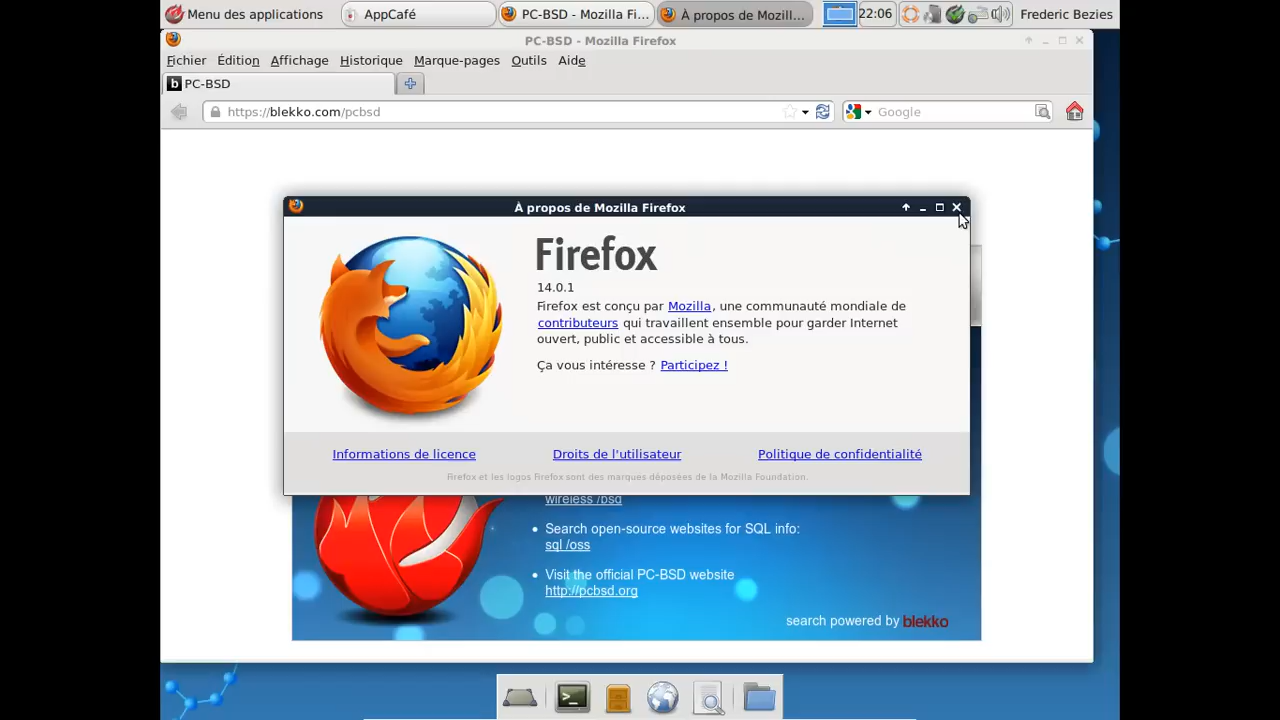 Menu des applications
AppCafé
PC-BSD - Mozilla Fi...
À propos de Mozill...
22:06
Frederic Bezies
PC-BSD - Mozilla Firefox
Fichier Édition Affichage Historique Marque-pages Outils Aide
PC-BSD
https://blekko.com/pcbsd
Google
À propos de Mozilla Firefox
Firefox
14.0.1
Firefox est conçu par Mozilla, une communauté mondiale de
contributeurs qui travaillent ensemble pour garder Internet
ouvert, public et accessible à tous.
Ça vous intéresse ? Participez !
Informations de licence
Droits de l'utilisateur
Politique de confidentialité
Firefox et les logos Firefox sont des marques déposées de la Mozilla Foundation.
wireless /bsd
Search open-source websites for SQL info:
sql /oss
Visit the official PC-BSD website
http://pcbsd.org
search powered by blekko